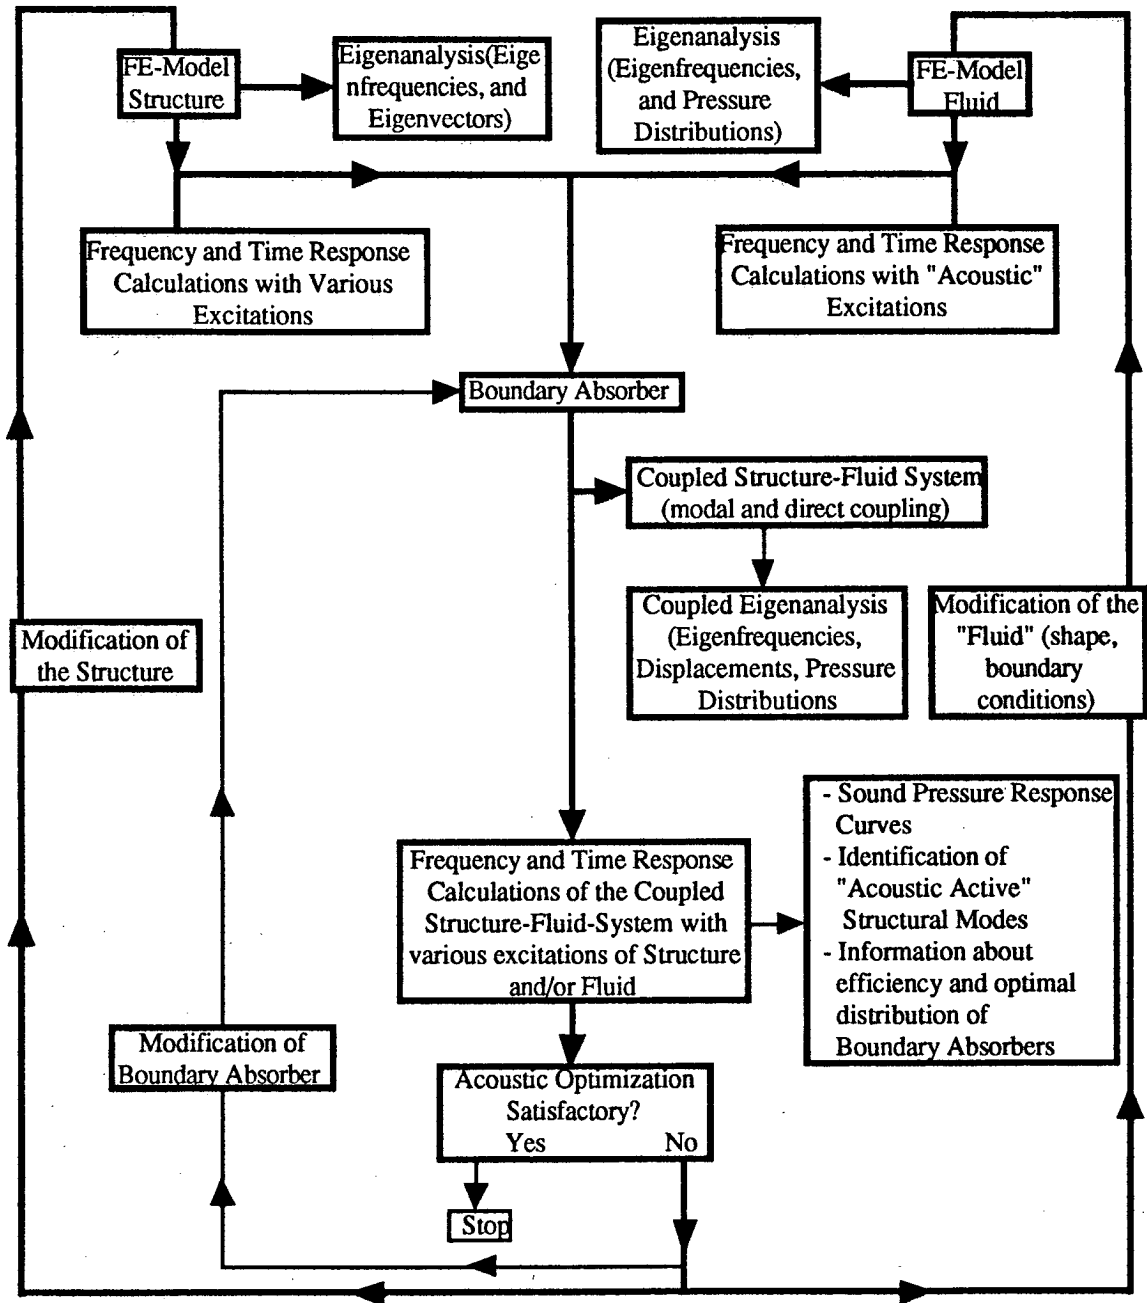 FE-Model
Structure
Eigenanalysis(Eige
nfrequencies, and
Eigenvectors)
Eigenanalysis
(Eigenfrequencies,
and Pressure
Distributions)
FE-Model
Fluid
Frequency and Time Response
Calculations with Various
Excitations
Frequency and Time Response
Calculations with "Acoustic"
Excitations
Boundary Absorber
Coupled Structure-Fluid System
(modal and direct coupling)
Coupled Eigenanalysis
(Eigenfrequencies,
Displacements, Pressure
Distributions
Modification of the
"Fluid" (shape,
boundary
conditions)
Modification of
the Structure
- Sound Pressure Response
Curves
- Identification of
"Acoustic Active"
Structural Modes
- Information about
efficiency and optimal
distribution of
Boundary Absorbers
Frequency and Time Response
Calculations of the Coupled
Structure-Fluid-System with
various excitations of Structure
and/or Fluid
Modification of
Boundary Absorber
Acoustic Optimization
Satisfactory?
Yes No
Stop